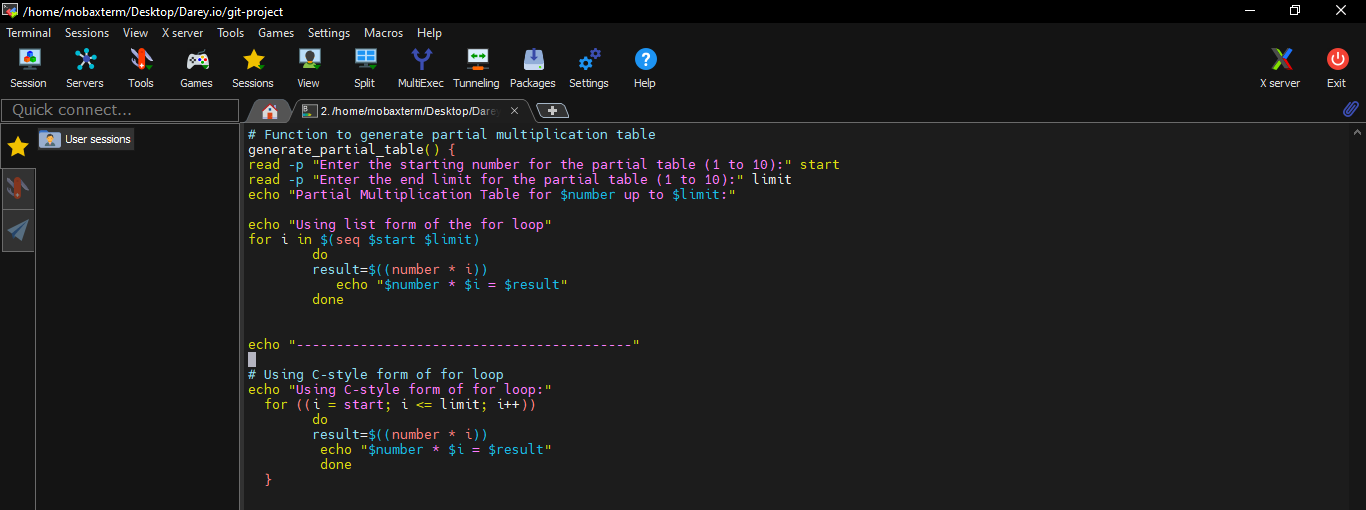 /home/mobaxterm/Desktop/Darey.io/git-project
Terminal Sessions View X server Tools Games Settings Macros Help
Session Servers Tools Games Sessions View Split MultiExec Tunneling Packages Settings Help X server Exit
Quick connect...
2. /home/mobaxterm/Desktop/Dare
User sessions
# Function to generate partial multiplication table
generate_partial_table() {
read -p "Enter the starting number for the partial table (1 to 10):" start
read -p "Enter the end limit for the partial table (1 to 10):" limit
echo "Partial Multiplication Table for $number up to $limit:"
echo "Using list form of the for loop"
for i in $(seq $start $limit)
do
result=$((number * i))
echo "$number * $i = $result"
done
echo "------------------------------------------"
# Using C-style form of for loop
echo "Using C-style form of for loop:"
for ((i = start; i <= limit; i++))
do
result=$((number * i))
echo "$number * $i = $result"
done
}